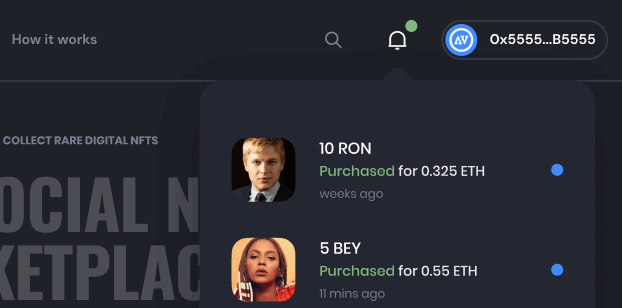 How it works
0x5555...B5555
COLLECT RARE DIGITAL NFTS
OCIAL N
KETPLAC
10 RON
Purchased for 0.325 ETH
weeks ago
5 BEY
Purchased for 0.55 ETH
11 mins ago